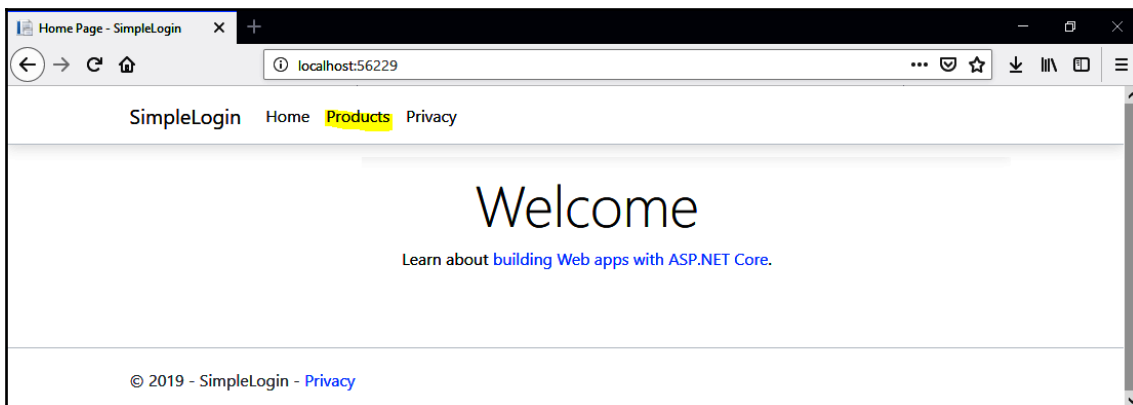 Home Page - SimpleLogin
localhost:56229
SimpleLogin Home Products Privacy
Welcome
Learn about building Web apps with ASP.NET Core.
© 2019 - SimpleLogin - Privacy